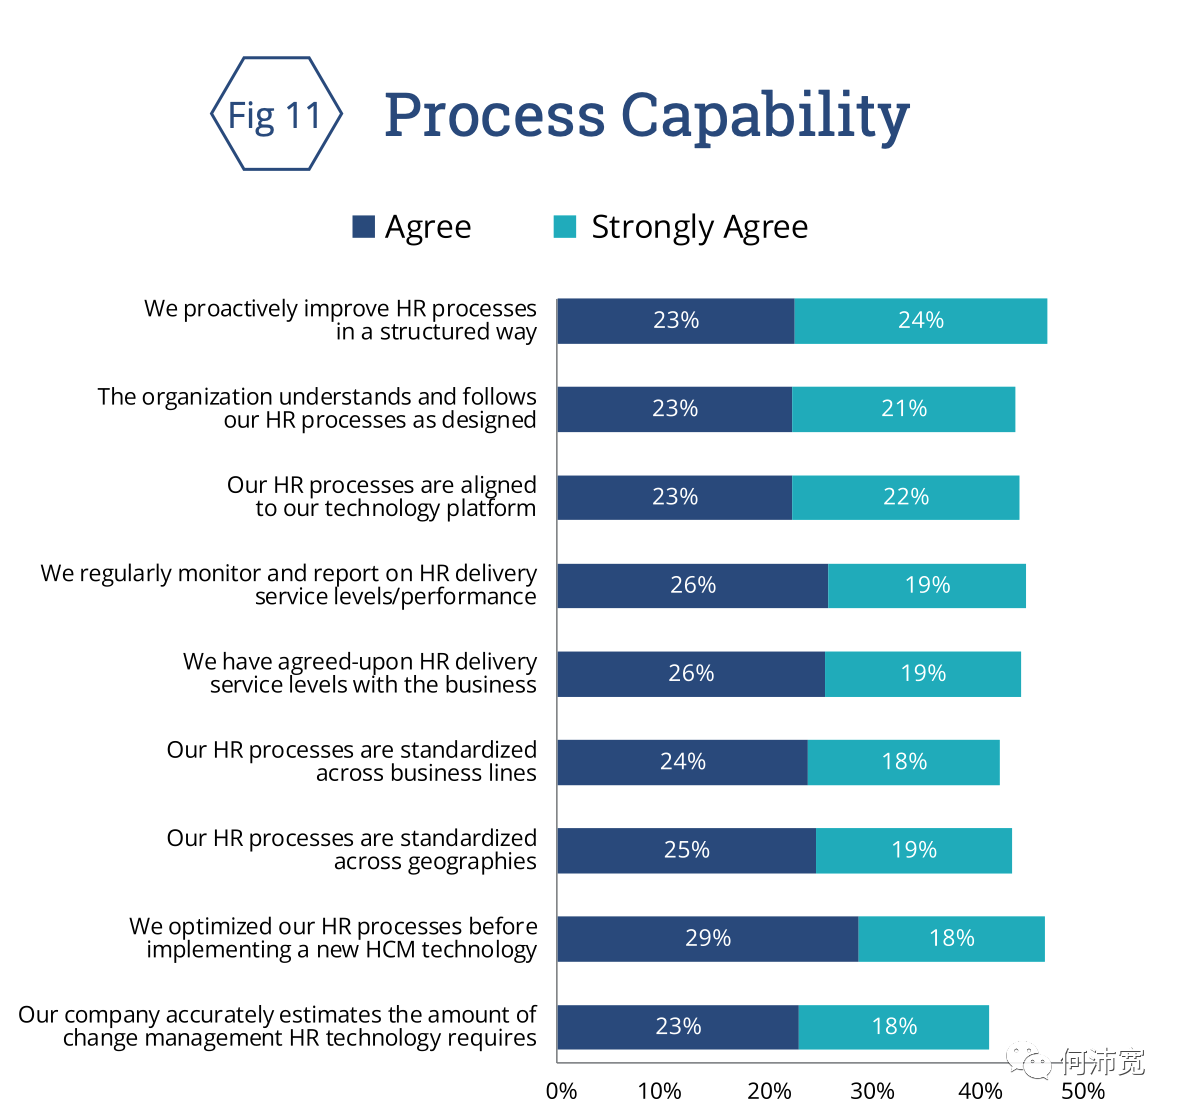 Fig 11
Process Capability
Agree
Strongly Agree
We proactively improve HR processes
in a structured way
23%
24%
The organization understands and follows
our HR processes as designed
23%
21%
Our HR processes are aligned
to our technology platform
23%
22%
We regularly monitor and report on HR delivery
service levels/performance
26%
19%
We have agreed-upon HR delivery
service levels with the business
26%
19%
Our HR processes are standardized
across business lines
24%
18%
Our HR processes are standardized
across geographies
25%
19%
We optimized our HR processes before
implementing a new HCM technology
29%
18%
Our company accurately estimates the amount of
change management HR technology requires
23%
18%
何沛宽
0%
10%
20%
30%
40%
50%